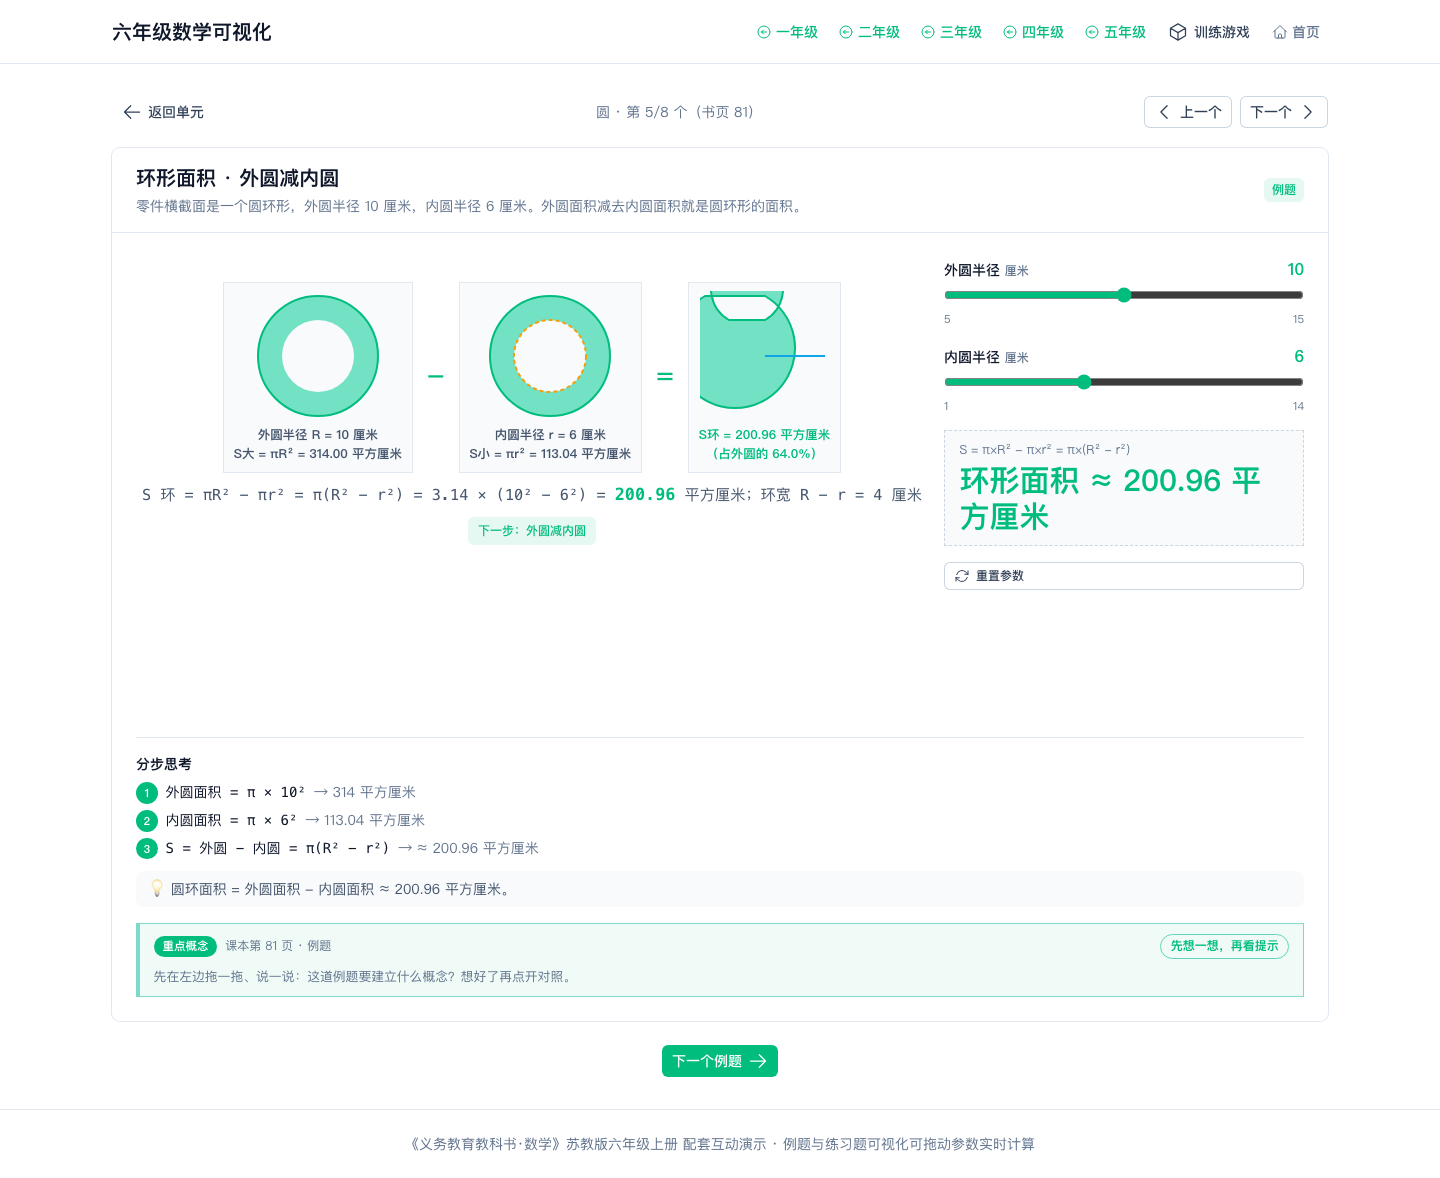 六年级数学可视化
一年级 二年级 三年级 四年级 五年级 训练游戏 首页
返回单元
圆 · 第 5/8 个（书页 81）
上一个 下一个
环形面积 · 外圆减内圆
零件横截面是一个圆环形，外圆半径 10 厘米，内圆半径 6 厘米。外圆面积减去内圆面积就是圆环形的面积。
例题
外圆半径 R = 10 厘米
S大 = πR² = 314.00 平方厘米
−
内圆半径 r = 6 厘米
S小 = πr² = 113.04 平方厘米
=
S环 = 200.96 平方厘米
（占外圆的 64.0%）
S 环 = πR² − πr² = π(R² − r²) = 3.14 × (10² − 6²) = 200.96 平方厘米；环宽 R − r = 4 厘米
下一步：外圆减内圆
外圆半径 厘米 10
5 15
内圆半径 厘米 6
1 14
S = π×R² − π×r² = π×(R² − r²)
环形面积 ≈ 200.96 平
方厘米
重置参数
分步思考
1 外圆面积 = π × 10² → 314 平方厘米
2 内圆面积 = π × 6² → 113.04 平方厘米
3 S = 外圆 − 内圆 = π(R² − r²) → ≈ 200.96 平方厘米
圆环面积 = 外圆面积 − 内圆面积 ≈ 200.96 平方厘米。
重点概念 课本第 81 页 · 例题
先想一想，再看提示
先在左边拖一拖、说一说：这道例题要建立什么概念？想好了再点开对照。
下一个例题
《义务教育教科书·数学》苏教版六年级上册 配套互动演示 · 例题与练习题可视化可拖动参数实时计算